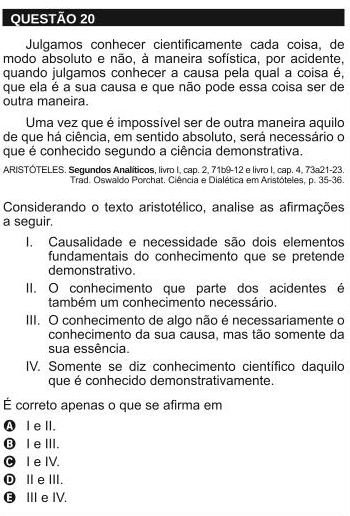 QUESTÃO 20
Julgamos conhecer cientificamente cada coisa, de
modo absoluto e não, à maneira sofística, por acidente,
quando julgamos conhecer a causa pela qual a coisa é,
que ela é a sua causa e que não pode essa coisa ser de
outra maneira.
Uma vez que é impossível ser de outra maneira aquilo
de que há ciência, em sentido absoluto, será necessário o
que é conhecido segundo a ciência demonstrativa.
ARISTÓTELES. Segundos Analíticos, livro I, cap. 2, 71b9-12 e livro I, cap. 4, 73a21-23.
Trad. Oswaldo Porchat. Ciência e Dialética em Aristóteles, p. 35-36.
Considerando o texto aristotélico, analise as afirmações
a seguir.
I. Causalidade e necessidade são dois elementos
fundamentais do conhecimento que se pretende
demonstrativo.
II. O conhecimento que parte dos acidentes é
também um conhecimento necessário.
III. O conhecimento de algo não é necessariamente o
conhecimento da sua causa, mas tão somente da
sua essência.
IV. Somente se diz conhecimento científico daquilo
que é conhecido demonstrativamente.
É correto apenas o que se afirma em
A I e II.
B I e III.
C I e IV.
D II e III.
E III e IV.